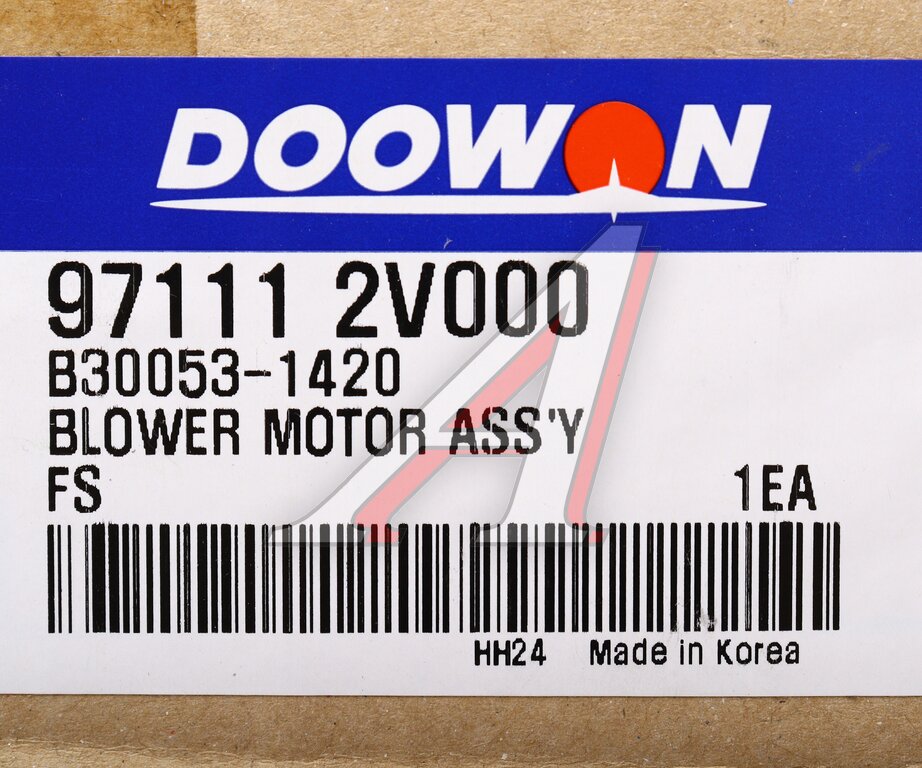 DOOWON
97111 2V000
B30053-1420
BLOWER MOTOR ASS'Y
FS 1EA
HH24 Made in Korea